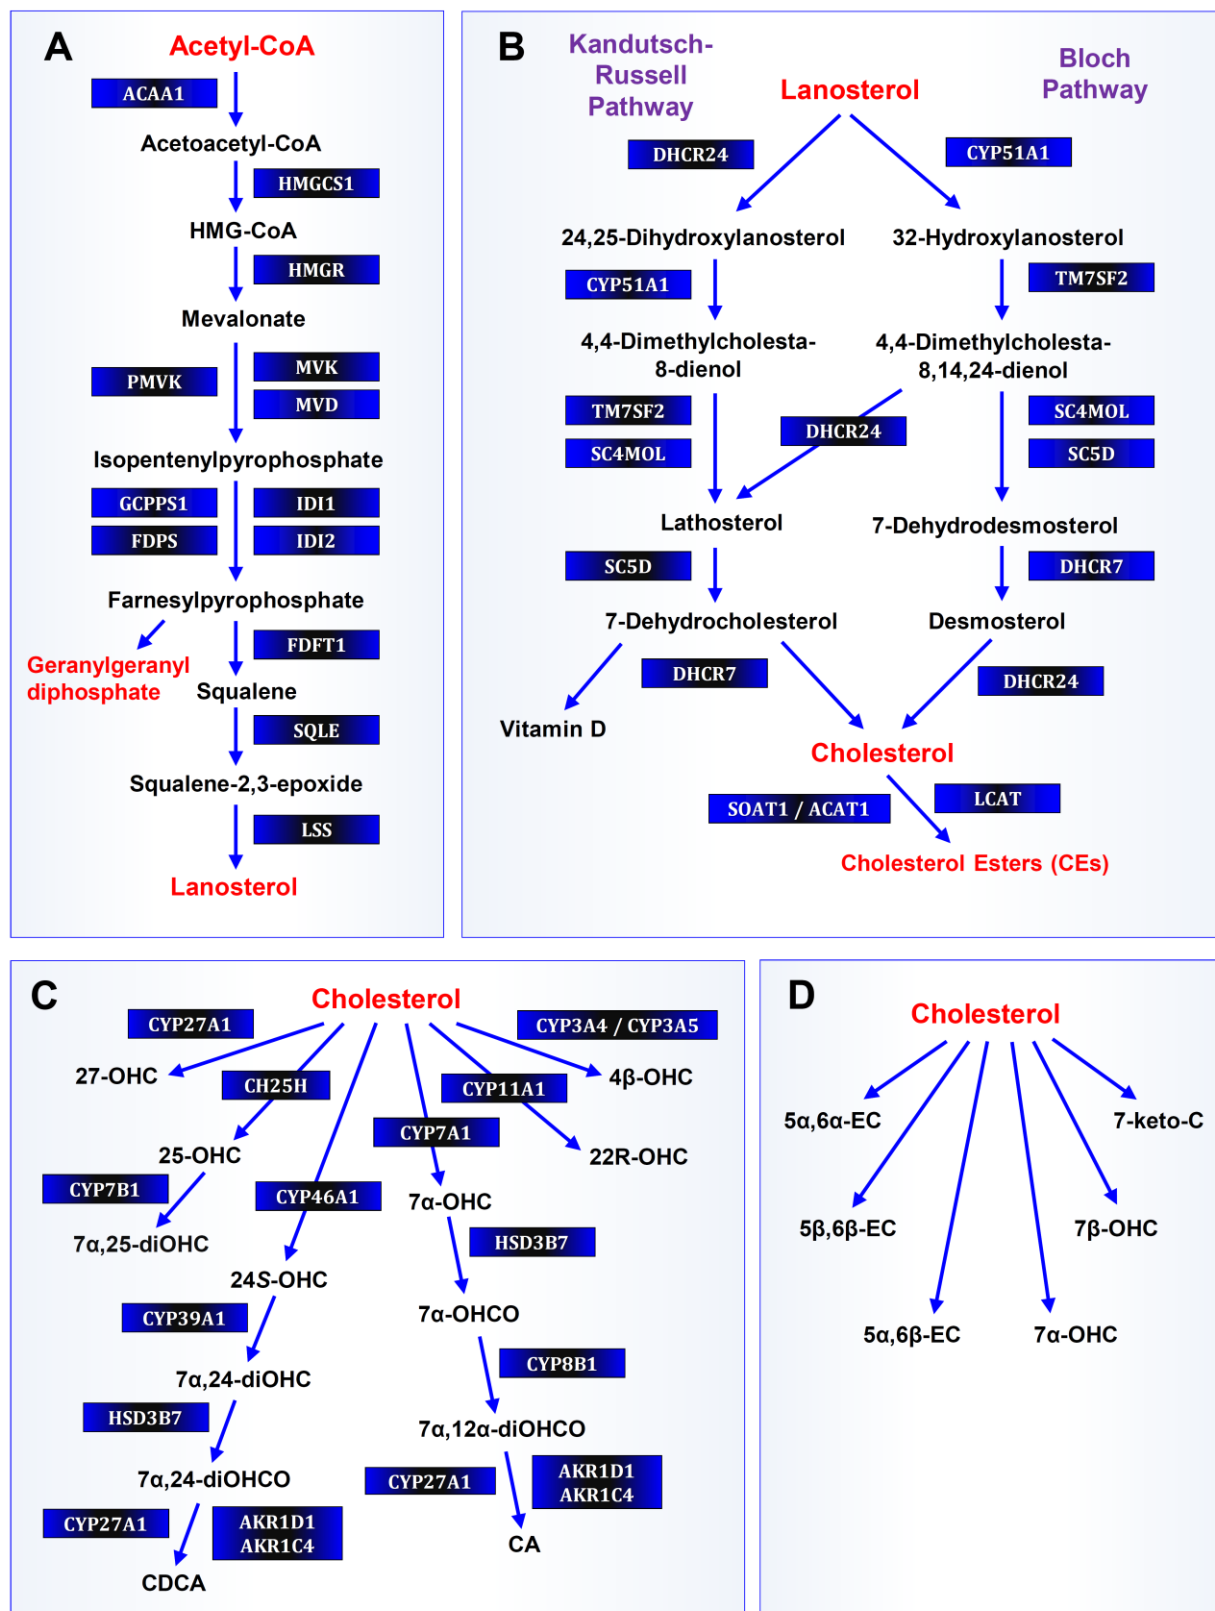 A
Acetyl-CoA
ACAA1
Acetoacetyl-CoA
HMGCS1
HMG-CoA
HMGR
Mevalonate
PMVK
MVK
MVD
Isopentenylpyrophosphate
GCPPS1
IDI1
FDPS
IDI2
Farnesylpyrophosphate
FDFT1
Geranylgeranyl
diphosphate
Squalene
SQLE
Squalene-2,3-epoxide
LSS
Lanosterol
B
Kandutsch-
Russell
Pathway
Bloch
Pathway
Lanosterol
DHCR24
CYP51A1
24,25-Dihydroxylanosterol
32-Hydroxylanosterol
CYP51A1
TM7SF2
4,4-Dimethylcholesta-
8-dienol
4,4-Dimethylcholesta-
8,14,24-dienol
TM7SF2
SC4MOL
DHCR24
SC4MOL
SC5D
Lathosterol
7-Dehydrodesmosterol
SC5D
DHCR7
7-Dehydrocholesterol
Desmosterol
DHCR7
DHCR24
Vitamin D
Cholesterol
SOAT1 / ACAT1
LCAT
Cholesterol Esters (CEs)
C
Cholesterol
CYP27A1
CYP3A4 / CYP3A5
27-OHC
CH25H
CYP11A1
4β-OHC
CYP7A1
25-OHC
22R-OHC
CYP7B1
CYP46A1
7α-OHC
7α,25-diOHC
HSD3B7
24S-OHC
CYP39A1
7α-OHCO
CYP8B1
7α,24-diOHC
HSD3B7
7α,12α-diOHCO
7α,24-diOHCO
CYP27A1
AKR1D1
AKR1C4
CYP27A1
AKR1D1
AKR1C4
CA
CDCA
D
Cholesterol
5α,6α-EC
7-keto-C
5β,6β-EC
7β-OHC
5α,6β-EC
7α-OHC